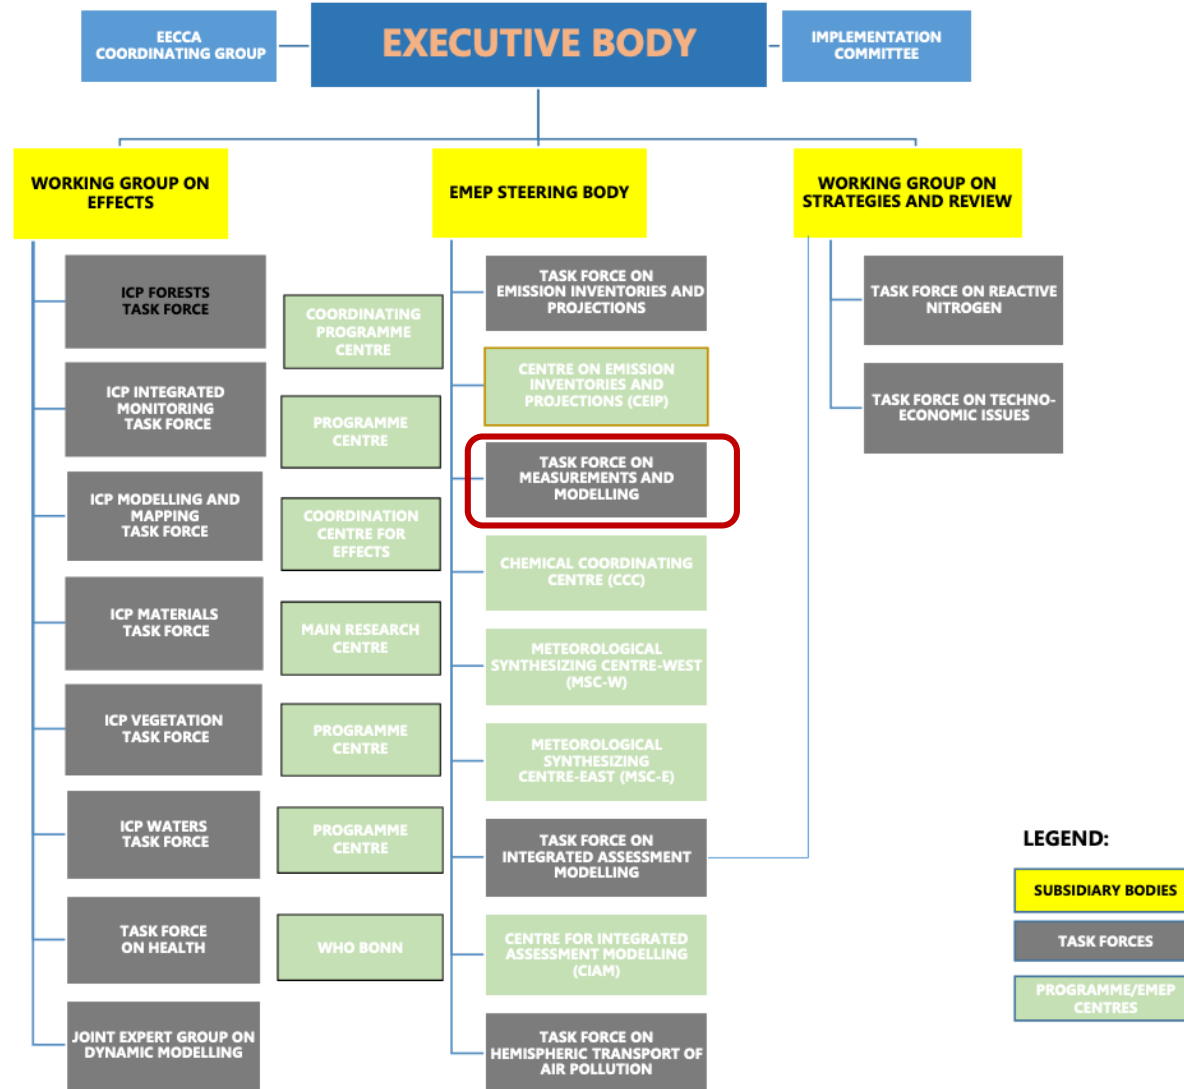 EECCA
COORDINATING GROUP
EXECUTIVE BODY
IMPLEMENTATION
COMMITTEE
WORKING GROUP ON
EFFECTS
EMEP STEERING BODY
WORKING GROUP ON
STRATEGIES AND REVIEW
ICP FORESTS
TASK FORCE
ICP INTEGRATED
MONITORING
TASK FORCE
ICP MODELLING AND
MAPPING
TASK FORCE
ICP MATERIALS
TASK FORCE
ICP VEGETATION
TASK FORCE
ICP WATERS
TASK FORCE
TASK FORCE
ON HEALTH
JOINT EXPERT GROUP ON
DYNAMIC MODELLING
COORDINATING
PROGRAMME
CENTRE
PROGRAMME
CENTRE
COORDINATION
CENTRE FOR
EFFECTS
MAIN RESEARCH
CENTRE
PROGRAMME
CENTRE
PROGRAMME
CENTRE
WHO BONN
TASK FORCE ON
EMISSION INVENTORIES AND
PROJECTIONS
CENTRE ON EMISSION
INVENTORIES AND
PROJECTIONS (CEIP)
TASK FORCE ON
MEASUREMENTS AND
MODELLING
CHEMICAL COORDINATING
CENTRE (CCC)
METEOROLOGICAL
SYNTHESIZING CENTRE-WEST
(MSC-W)
METEOROLOGICAL
SYNTHESIZING
CENTRE-EAST (MSC-E)
TASK FORCE ON
INTEGRATED ASSESSMENT
MODELLING
CENTRE FOR INTEGRATED
ASSESSMENT MODELLING
(CIAM)
TASK FORCE ON
HEMISPHERIC TRANSPORT OF
AIR POLLUTION
TASK FORCE ON REACTIVE
NITROGEN
TASK FORCE ON TECHNO-
ECONOMIC ISSUES
LEGEND:
SUBSIDIARY BODIES
TASK FORCES
PROGRAMME/EMEP
CENTRES